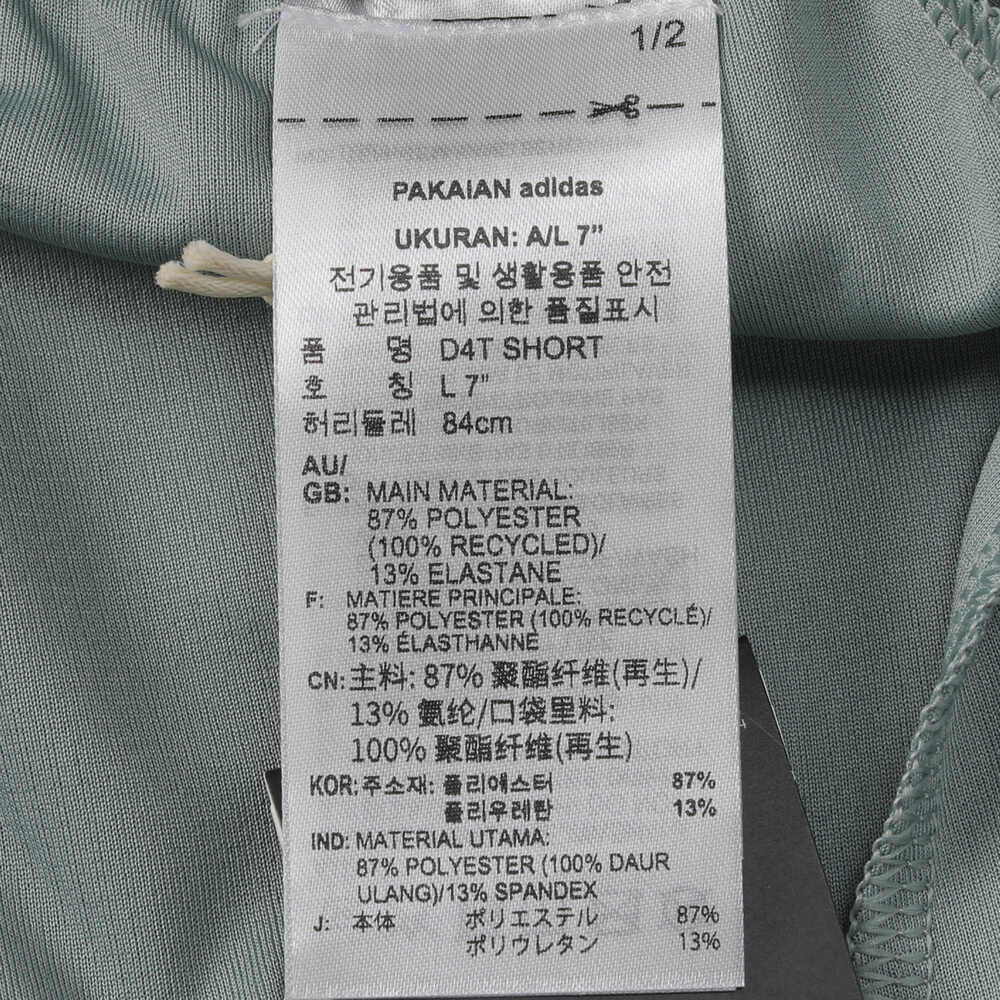 1/2
PAKAIAN adidas
UKURAN: A/L 7"
전기용품 및 생활용품 안전
관리법에 의한 품질표시
품 명 D4T SHORT
호 칭 L 7"
허리둘레 84cm
AU/
GB: MAIN MATERIAL:
87% POLYESTER
(100% RECYCLED)/
13% ELASTANE
F: MATIERE PRINCIPALE:
87% POLYESTER (100% RECYCLÉ)/
13% ÉLASTHANNE
CN: 主料: 87% 聚酯纤维(再生)/
13% 氨纶/口袋里料:
100% 聚酯纤维(再生)
KOR: 주소재: 폴리에스터 87%
폴리우레탄 13%
IND: MATERIAL UTAMA:
87% POLYESTER (100% DAUR
ULANG)/13% SPANDEX
J: 本体 ポリエステル 87%
ポリウレタン 13%